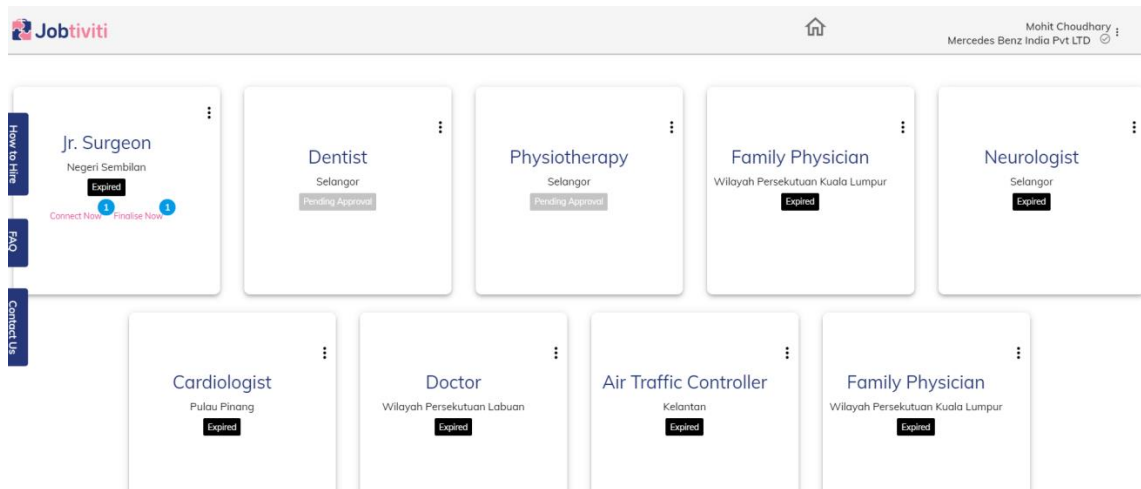 Jobtiviti
Mohit Choudhary
Mercedes Benz India Pvt LTD
How to Hire
FAQ
Contact Us
Jr. Surgeon
Negeri Sembilan
Expired
Connect Now 1 Finalise Now 1
Dentist
Selangor
Pending Approval
Physiotherapy
Selangor
Pending Approval
Family Physician
Wilayah Persekutuan Kuala Lumpur
Expired
Neurologist
Selangor
Expired
Cardiologist
Pulau Pinang
Expired
Doctor
Wilayah Persekutuan Labuan
Expired
Air Traffic Controller
Kelantan
Expired
Family Physician
Wilayah Persekutuan Kuala Lumpur
Expired